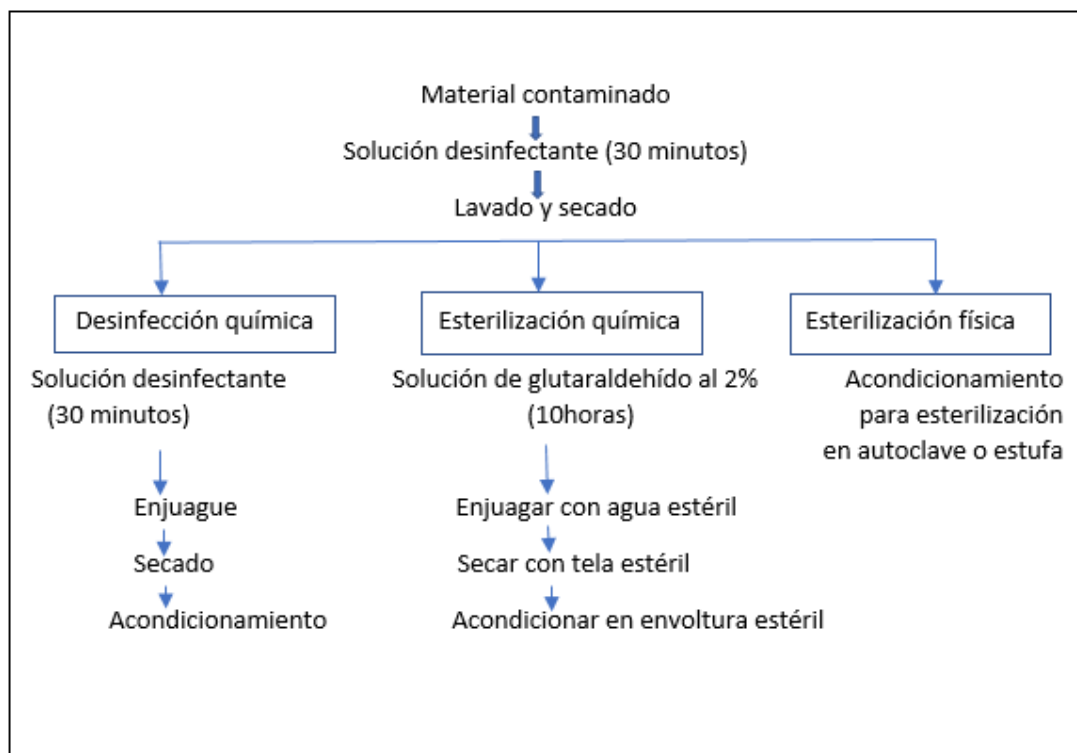 Material contaminado
Solución desinfectante (30 minutos)
Lavado y secado
Desinfección química
Solución desinfectante
(30 minutos)
Enjuague
Secado
Acondicionamiento
Esterilización química
Solución de glutaraldehído al 2%
(10horas)
Enjuagar con agua estéril
Secar con tela estéril
Acondicionar en envoltura estéril
Esterilización física
Acondicionamiento
para esterilización
en autoclave o estufa